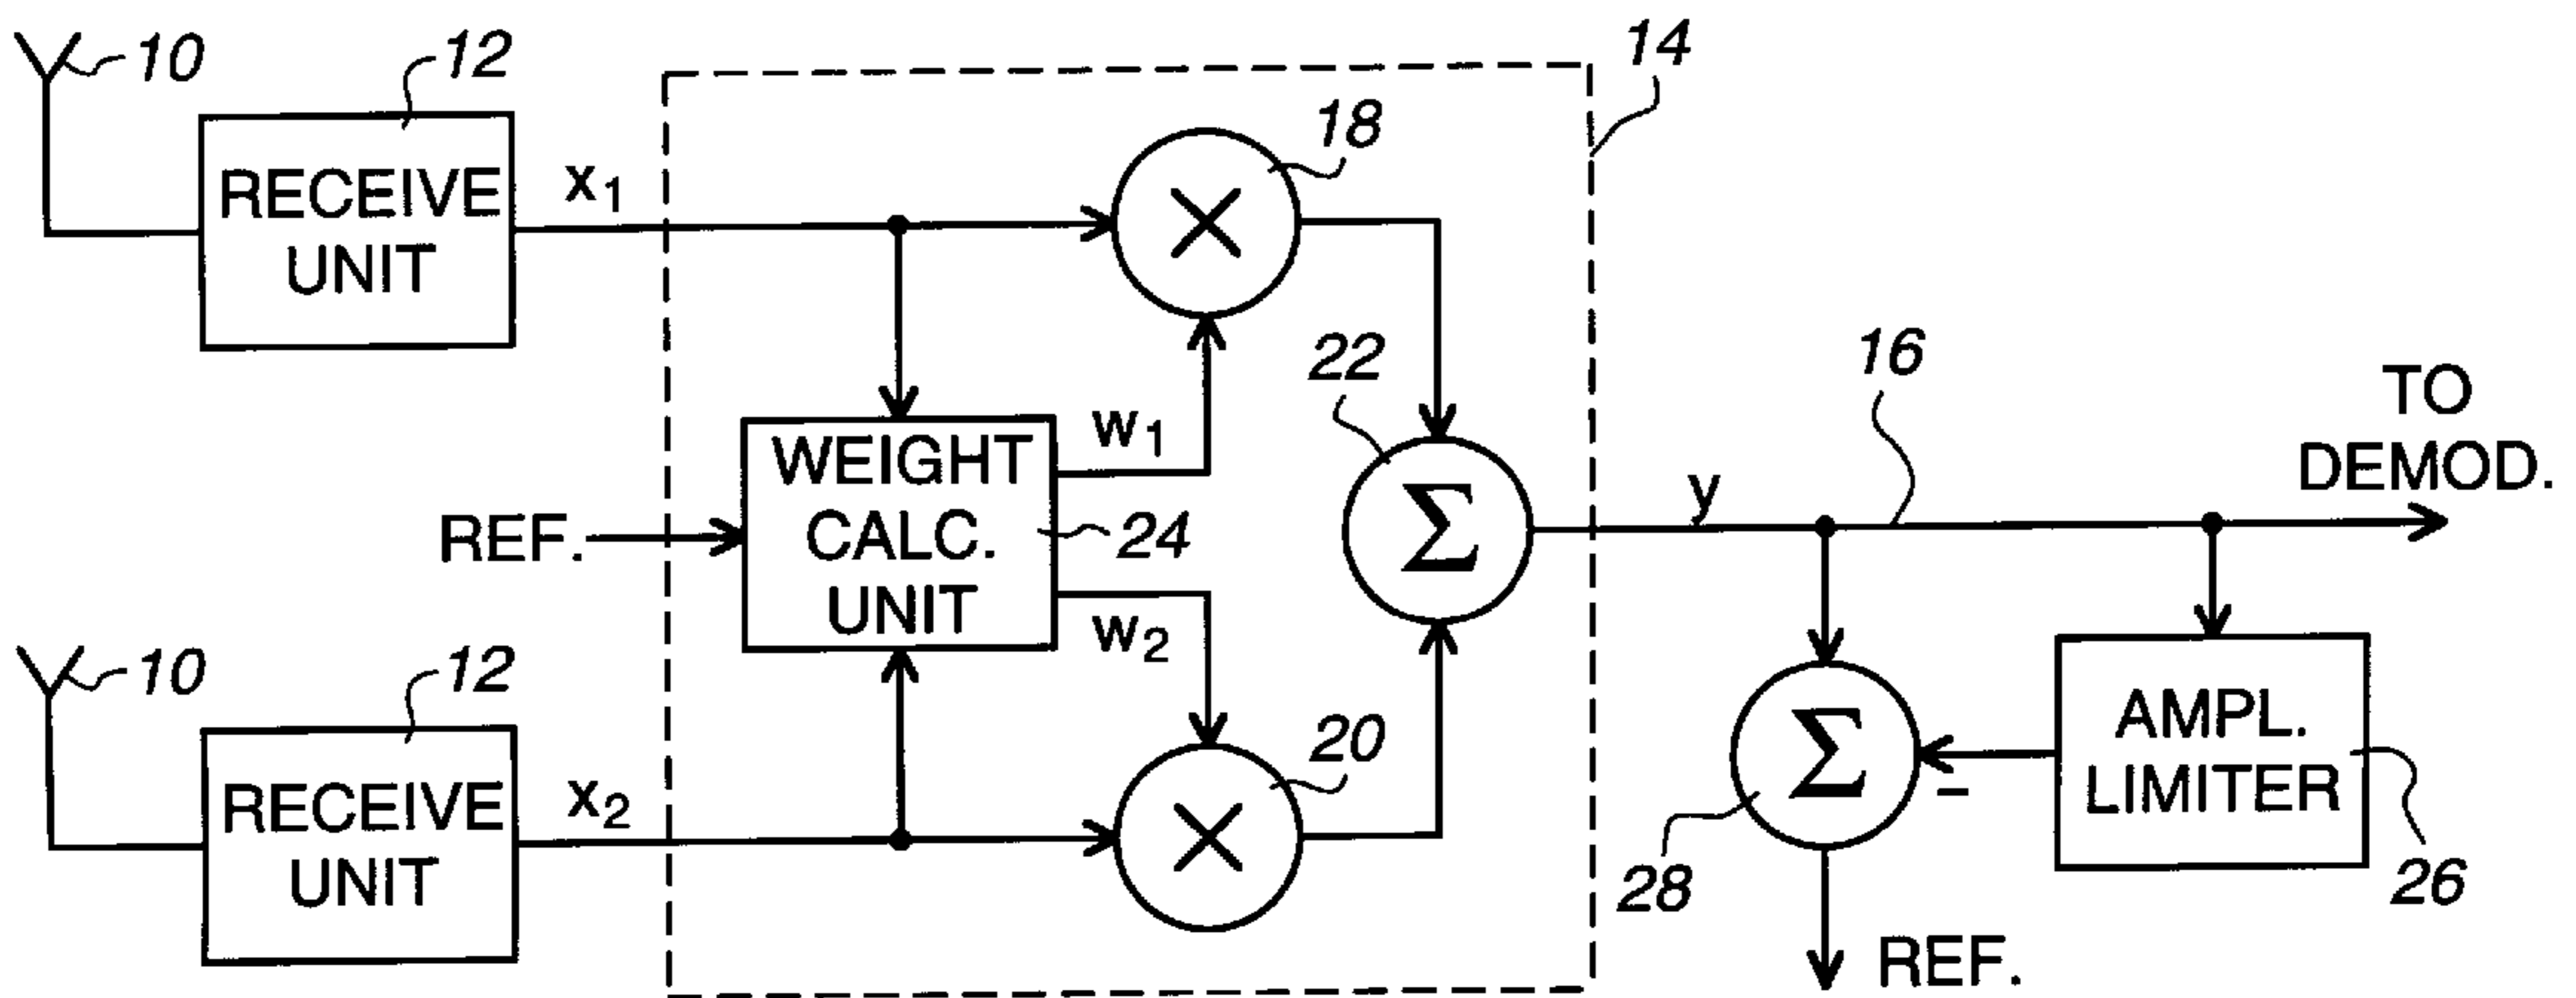 10
12
RECEIVE
UNIT
x1
14
18
×
WEIGHT
CALC.
UNIT
24
REF.
w1
w2
22
Σ
y
16
TO
DEMOD.
10
12
RECEIVE
UNIT
x2
20
×
Σ
28
–
AMPL.
LIMITER
26
REF.